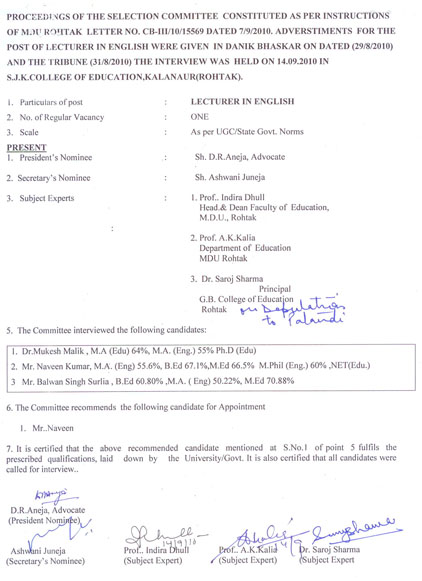 PROCEEDINGS OF THE SELECTION COMMITTEE CONSTITUTED AS PER INSTRUCTIONS
OF M.DU ROHTAK LETTER NO. CB-III/10/15569 DATED 7/9/2010. ADVERSTIMENTS FOR THE
POST OF LECTURER IN ENGLISH WERE GIVEN IN DANIK BHASKAR ON DATED (29/8/2010)
AND THE TRIBUNE (31/8/2010) THE INTERVIEW WAS HELD ON 14.09.2010 IN
S.J.K.COLLEGE OF EDUCATION,KALANAUR(ROHTAK).
1. Particulars of post : LECTURER IN ENGLISH
2. No. of Regular Vacancy : ONE
3. Scale : As per UGC/State Govt. Norms
PRESENT
1. President's Nominee : Sh. D.R.Aneja, Advocate
2. Secretary's Nominee : Sh. Ashwani Juneja
3. Subject Experts : 1. Prof.. Indira Dhull
Head.& Dean Faculty of Education,
M.D.U., Rohtak
:
2. Prof. A.K.Kalia
Department of Education
MDU Rohtak
3. Dr. Saroj Sharma
Principal
G.B. College of Education
Rohtak on
to
5. The Committee interviewed the following candidates:
1. Dr.Mukesh Malik , M.A (Edu) 64%, M.A. (Eng.) 55% Ph.D (Edu)
2. Mr. Naveen Kumar, M.A. (Eng) 55.6%, B.Ed 67.1%,M.Ed 66.5% M.Phil (Eng.) 60% ,NET(Edu.)
3 Mr. Balwan Singh Surlia , B.Ed 60.80% ,M.A. ( Eng) 50.22%, M.Ed 70.88%
6. The Committee recommends the following candidate for Appointment
1. Mr..Naveen
7. It is certified that the above recommended candidate mentioned at S.No.1 of point 5 fulfils the
prescribed qualifications, laid down by the University/Govt. It is also certified that all candidates were
called for interview..
D.R.Aneja, Advocate
(President Nominee)
14/9/10
Ashwani Juneja Prof.. Indira Dhull Prof.. A.K.Kalia Dr. Saroj Sharma
(Secretary's Nominee) (Subject Expert) (Subject Expert) (Subject Expert)